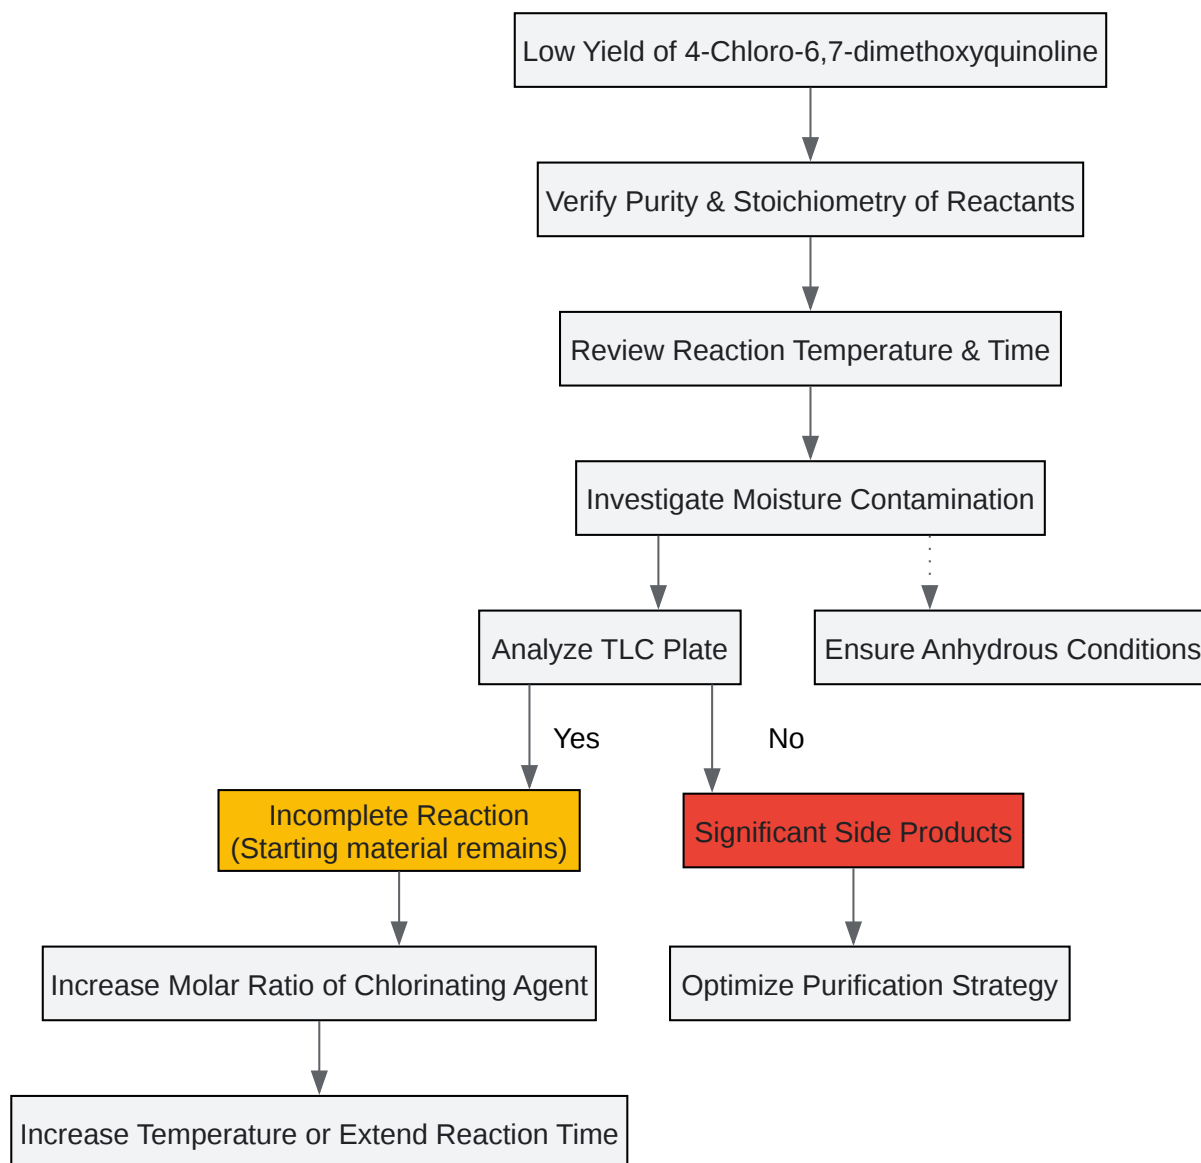 Low Yield of 4-Chloro-6,7-dimethoxyquinoline
Verify Purity & Stoichiometry of Reactants
Review Reaction Temperature & Time
Investigate Moisture Contamination
Analyze TLC Plate
Ensure Anhydrous Conditions
Yes
No
Incomplete Reaction
(Starting material remains)
Significant Side Products
Increase Molar Ratio of Chlorinating Agent
Optimize Purification Strategy
Increase Temperature or Extend Reaction Time